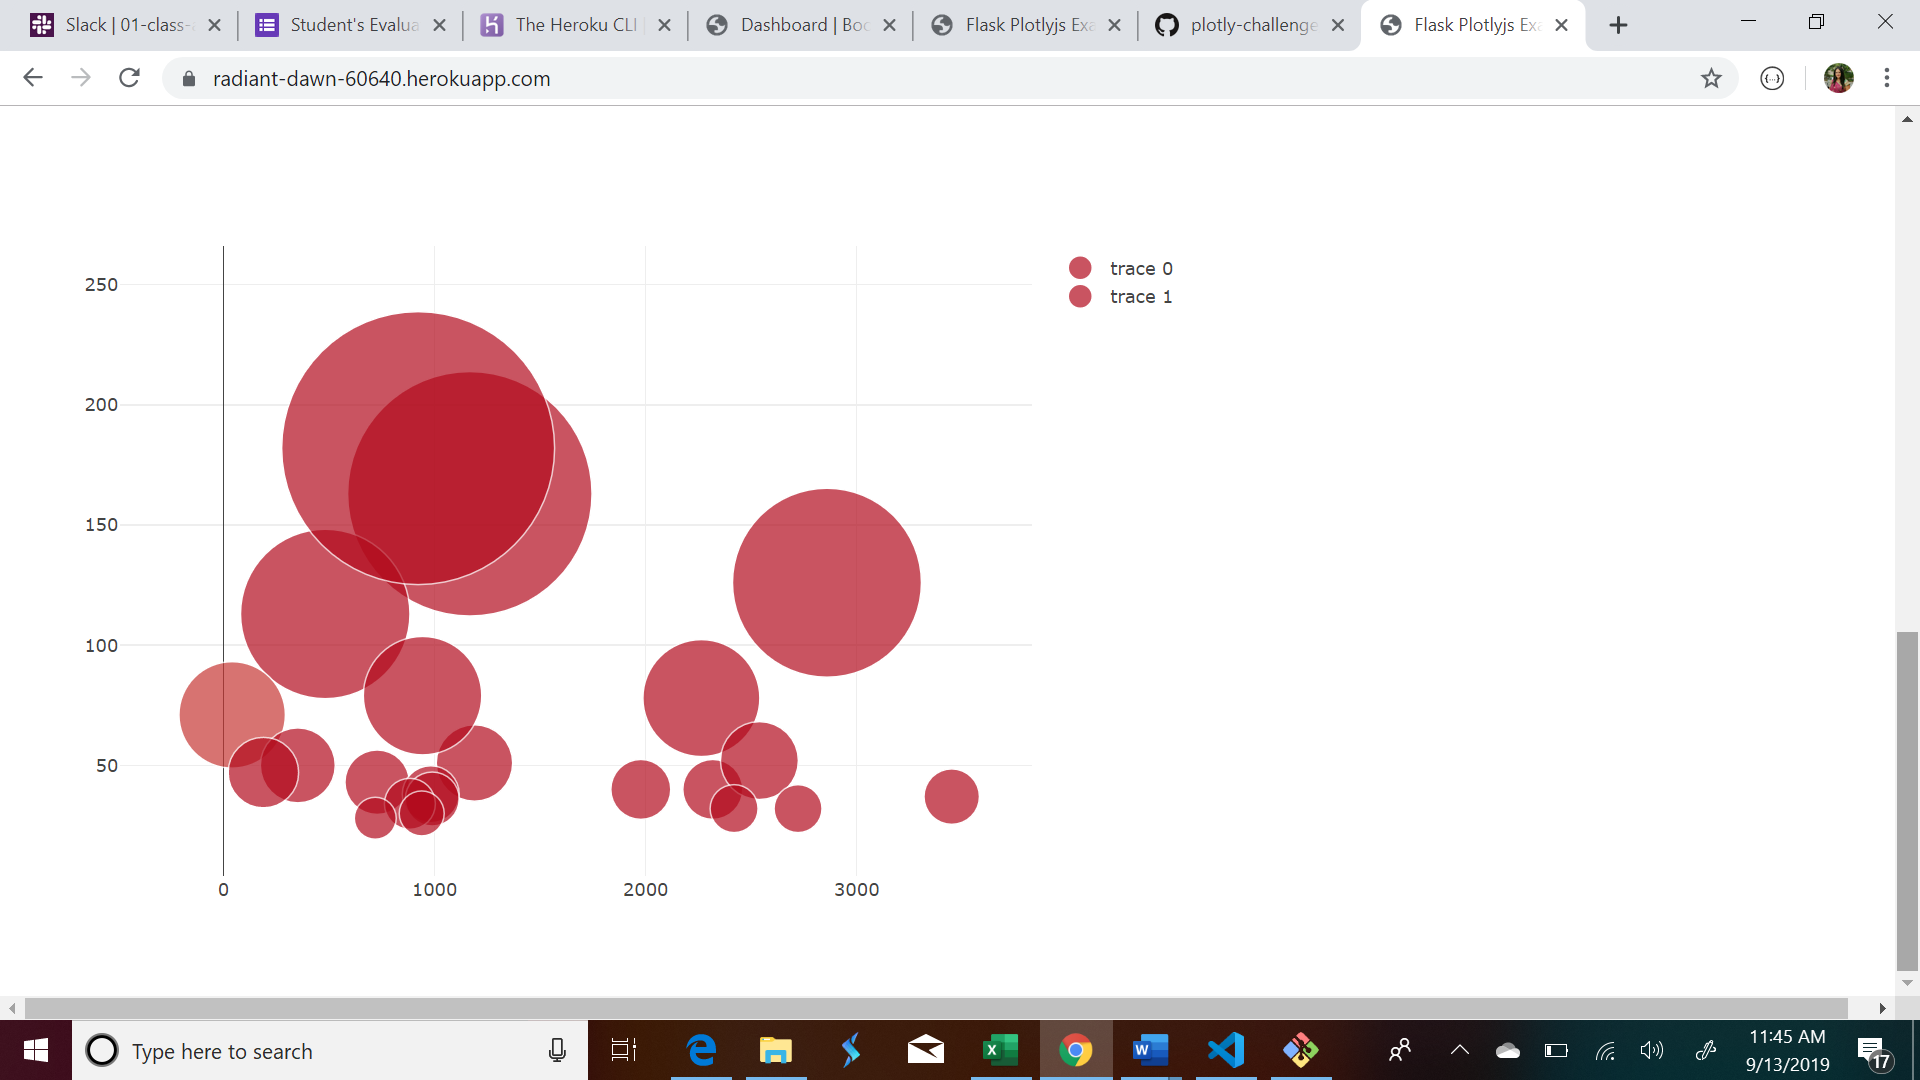 Slack | 01-class-
Student's Evalua
The Heroku CLI |
Dashboard | Boo
Flask Plotlyjs Exa
plotly-challenge
Flask Plotlyjs Exa
radiant-dawn-60640.herokuapp.com
trace 0
trace 1
250
200
150
100
50
0
1000
2000
3000
Type here to search
11:45 AM
9/13/2019
17